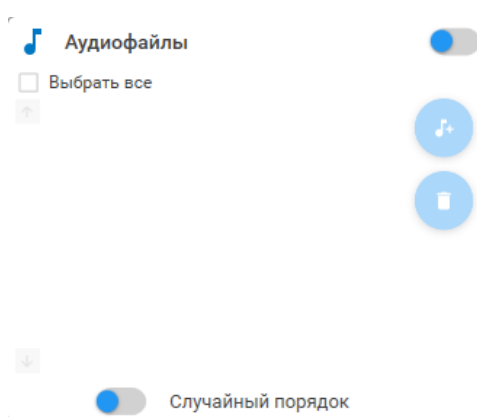 Аудиофайлы
Выбрать все
Случайный порядок